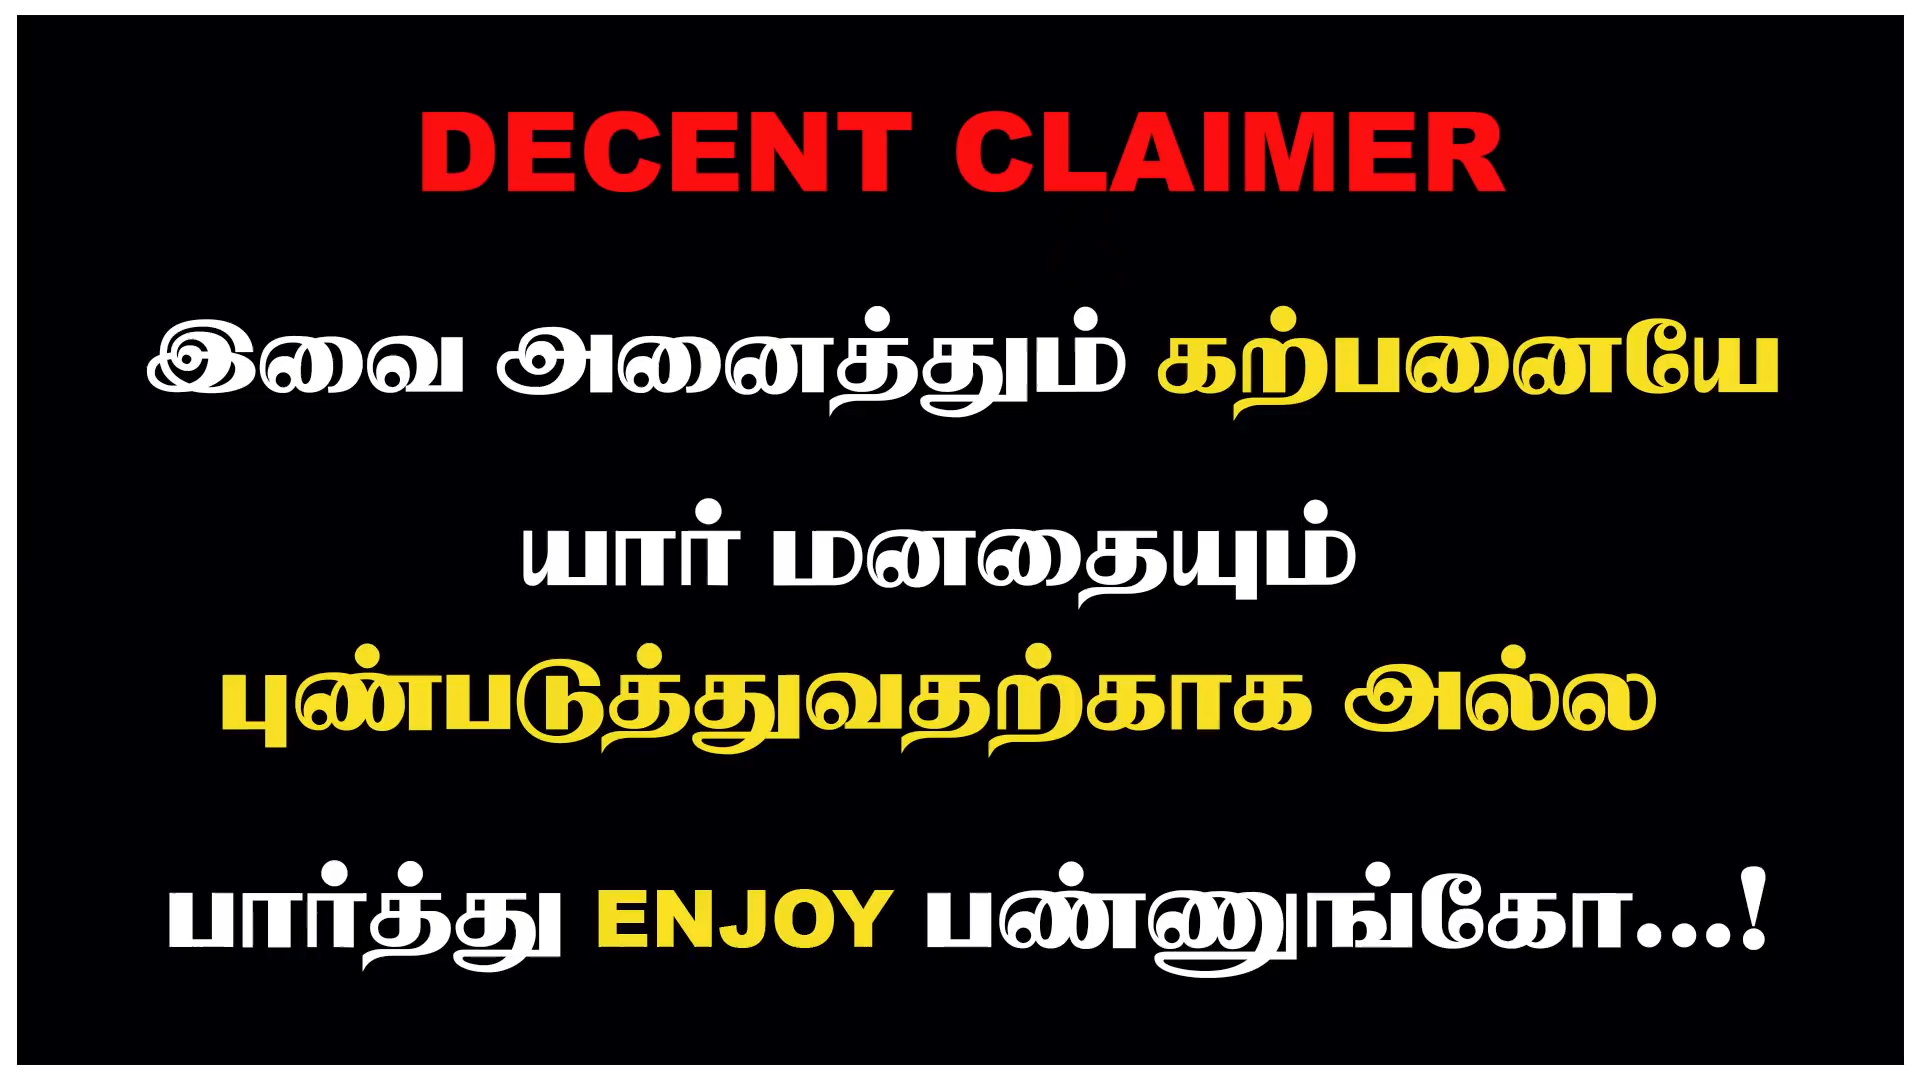 DECENT CLAIMER
இவை அனைத்தும் கற்பனையே
யார் மனதையும்
புண்படுத்துவதற்காக அல்ல
பார்த்து ENJOY பண்ணுங்கோ...!